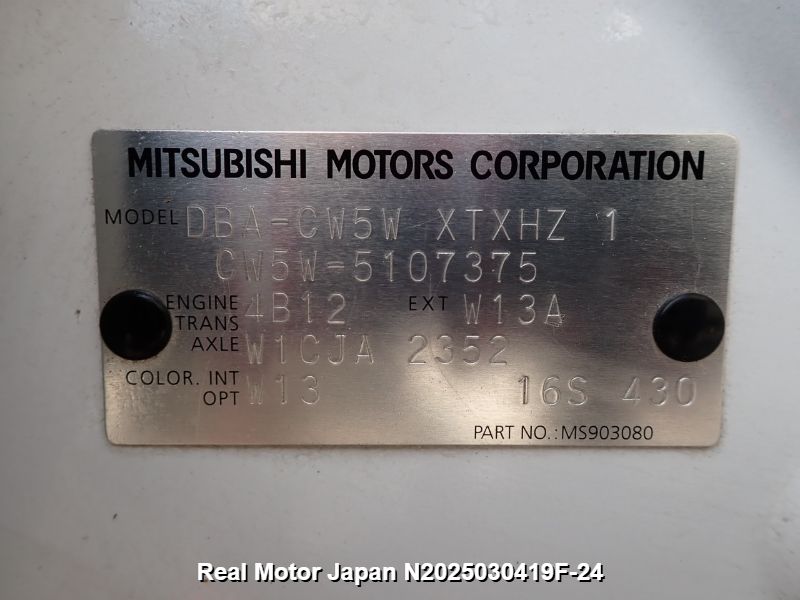 MITSUBISHI MOTORS CORPORATION
MODEL DBA-CW5W XTXHZ 1
CW5W-5107375
ENGINE 4B12 EXT W13A
TRANS
AXLE W1CJA 2352
COLOR. INT W13 16S 430
OPT
PART NO.:MS903080
Real Motor Japan N2025030419F-24